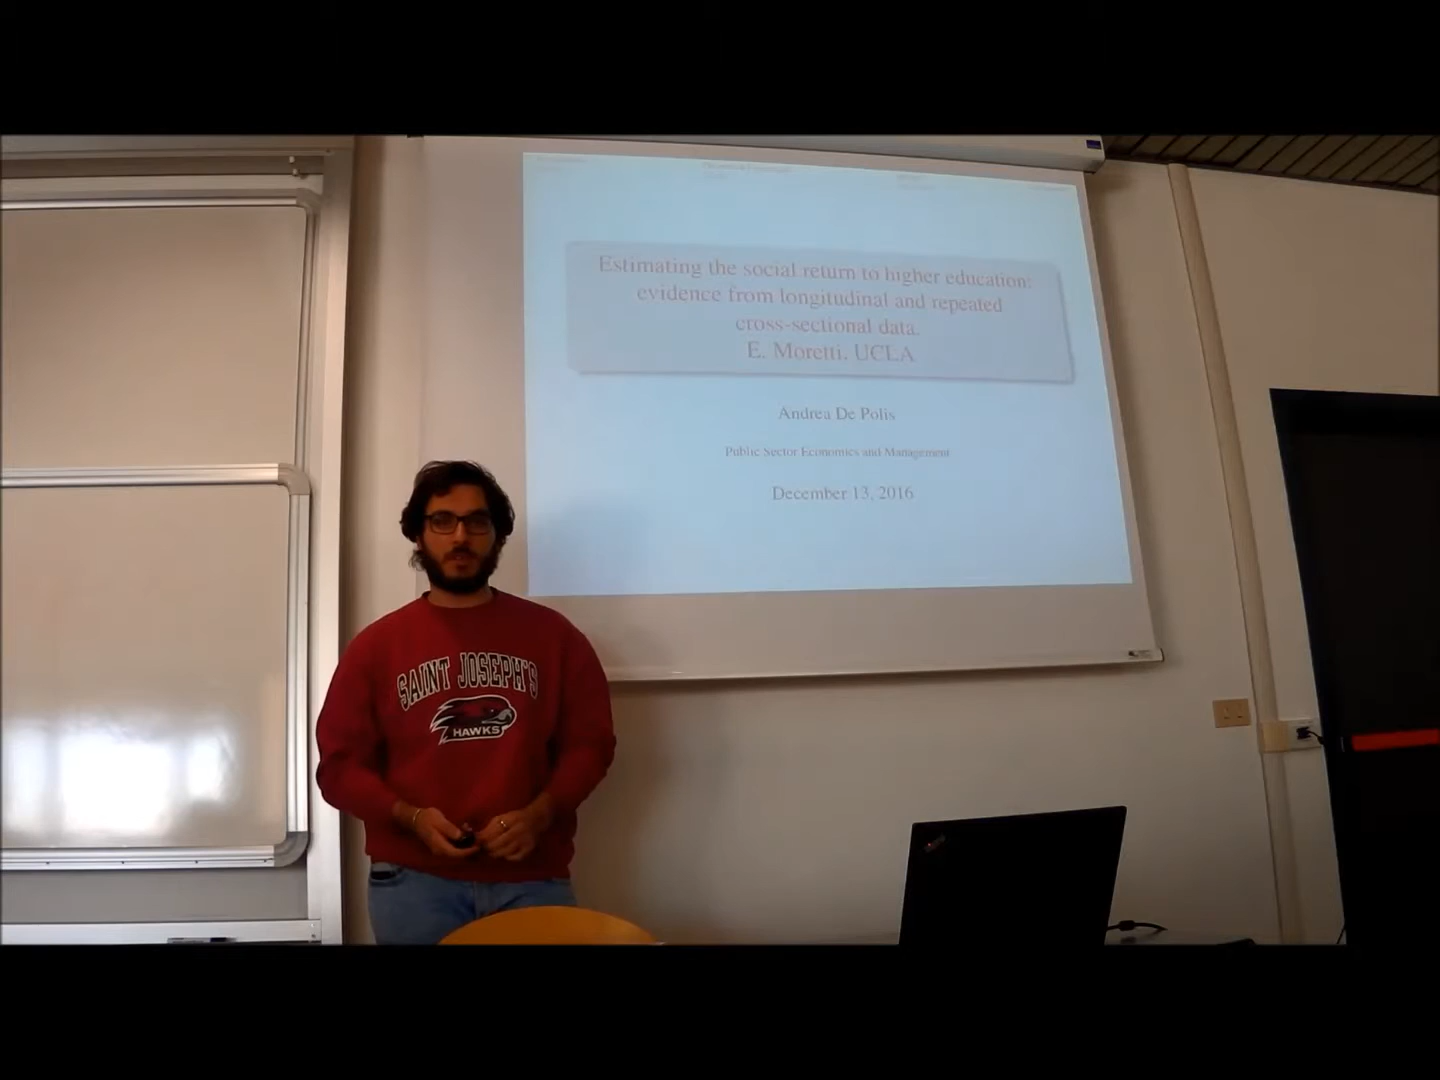 Estimating the social return to higher education:
evidence from longitudinal and repeated
cross-sectional data.
E. Moretti. UCLA
Andrea De Polis
Public Sector Economics and Management
December 13, 2016
SAINT JOSEPH'S
HAWKS